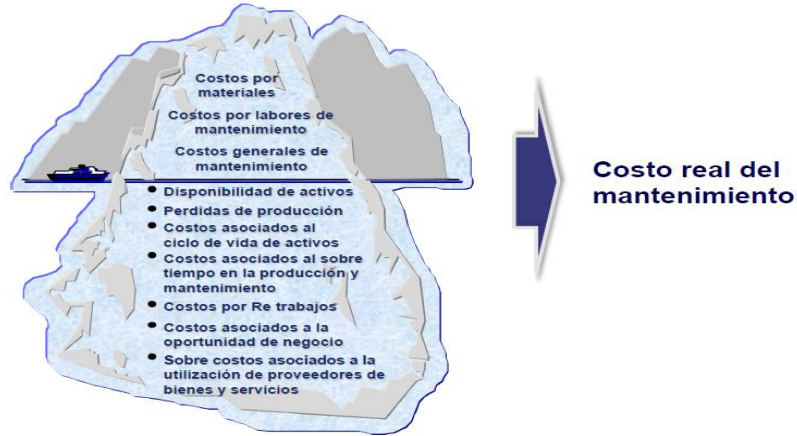 Costos por
materiales
Costos por labores de
mantenimiento
Costos generales de
mantenimiento
• Disponibilidad de activos
• Perdidas de producción
• Costos asociados al
ciclo de vida de activos
• Costos asociados al sobre
tiempo en la producción y
mantenimiento
• Costos por Re trabajos
• Costos asociados a la
oportunidad de negocio
• Sobre costos asociados a la
utilización de proveedores de
bienes y servicios
Costo real del
mantenimiento